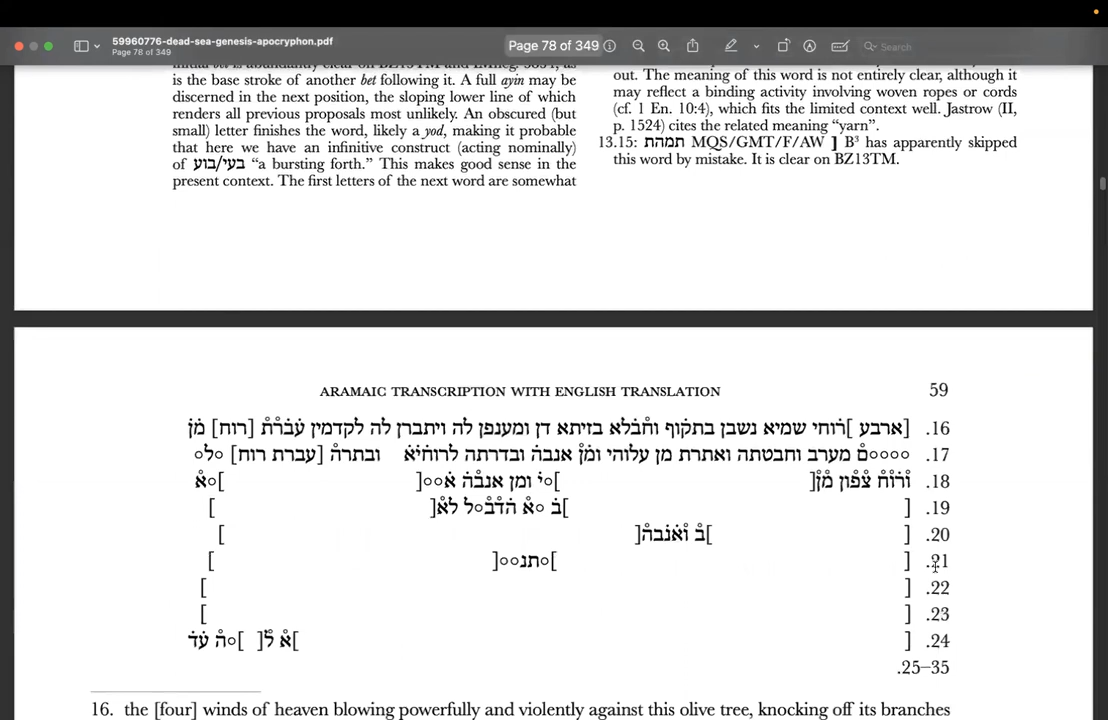 59960776-dead-sea-genesis-apocryphon.pdf
Page 78 of 349
Page 78 of 349
Search
is the base stroke of another bet following it. A full ayin may be
discerned in the next position, the sloping lower line of which
renders all previous proposals most unlikely. An obscured (but
small) letter finishes the word, likely a yod, making it probable
that here we have an infinitive construct (acting nominally)
of בעי/בוע “a bursting forth.” This makes good sense in the
present context. The first letters of the next word are somewhat
out. The meaning of this word is not entirely clear, although it
may reflect a binding activity involving woven ropes or cords
(cf. 1 En. 10:4), which fits the limited context well. Jastrow (II,
p. 1524) cites the related meaning “yarn”.
13.15: תמהת MQS/GMT/F/AW ] B³ has apparently skipped
this word by mistake. It is clear on BZ13TM.
ARAMAIC TRANSCRIPTION WITH ENGLISH TRANSLATION
59
16. [ארבע] רוחי שמיא נשבן בתקוף וחבלא בזיתא דן ומענפן לה ויתברן לה לקדמין עברת [רוח] מן
17. ○○○○ם מערב וחבטתה ואתרת מן עלוהי ומן אנבה ובדרתה לרוחיא ובתרה [עברת רוח] ○ל○
18. ורוח צפון מן[ ]○י ומן אנבה א○○[ ]○א
19. [ ]ב ○א הדב○ל לא[ ]
20. [ ]ב ואנבה[ ]
21. [ ]○תנ○○[ ]
22. [ ]
23. [ ]
24. [ ]א ל[ ]○ה עד
25–35.
16. the [four] winds of heaven blowing powerfully and violently against this olive tree, knocking off its branches